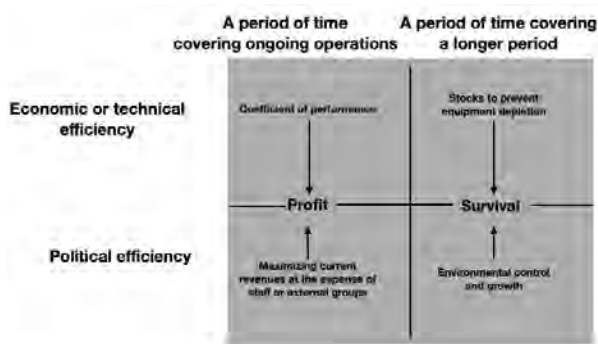 A period of time
covering ongoing operations
A period of time covering
a longer period
Economic or technical
efficiency
Coefficient of performance
Stocks to prevent
equipment depletion
Profit
Survival
Political efficiency
Maximizing current
revenues at the expense of
staff or external groups
Environmental control
and growth